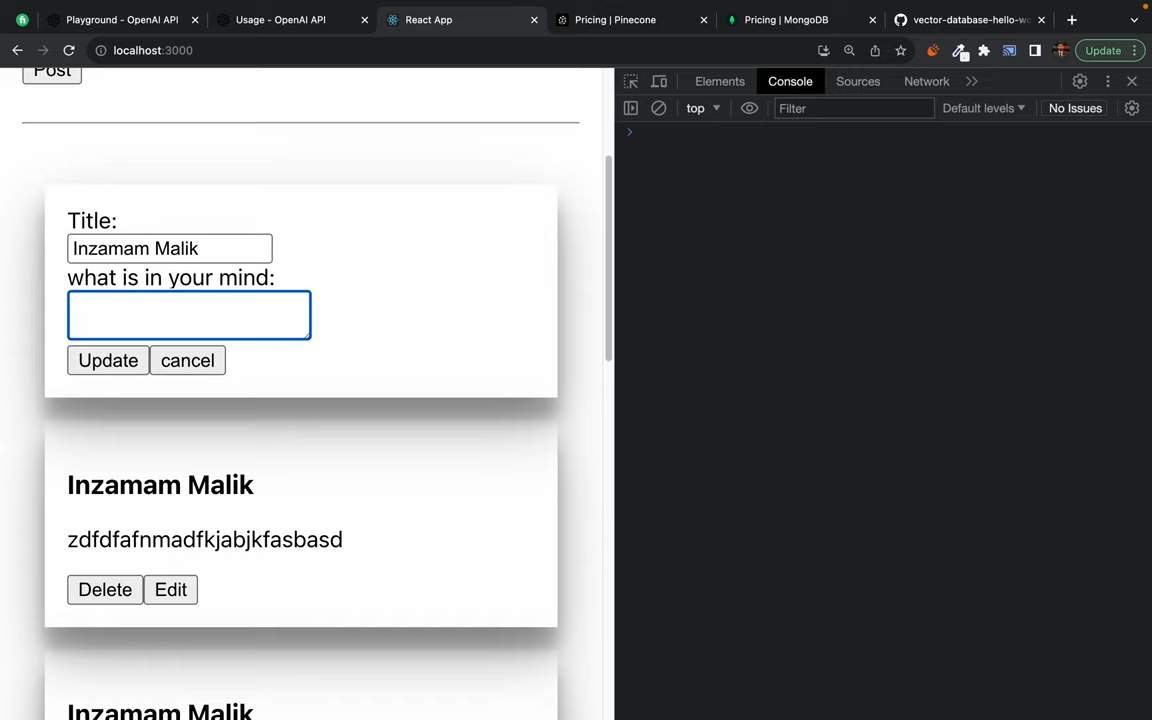 Playground - OpenAI API
Usage - OpenAI API
React App
Pricing | Pinecone
Pricing | MongoDB
vector-database-hello-wo
localhost:3000
Update
Post
Elements
Console
Sources
Network
top
Filter
Default levels
No Issues
Title:
Inzamam Malik
what is in your mind:
Update
cancel
Inzamam Malik
zdfdfafnmadfkjabjkfasbasd
Delete
Edit
Inzamam Malik